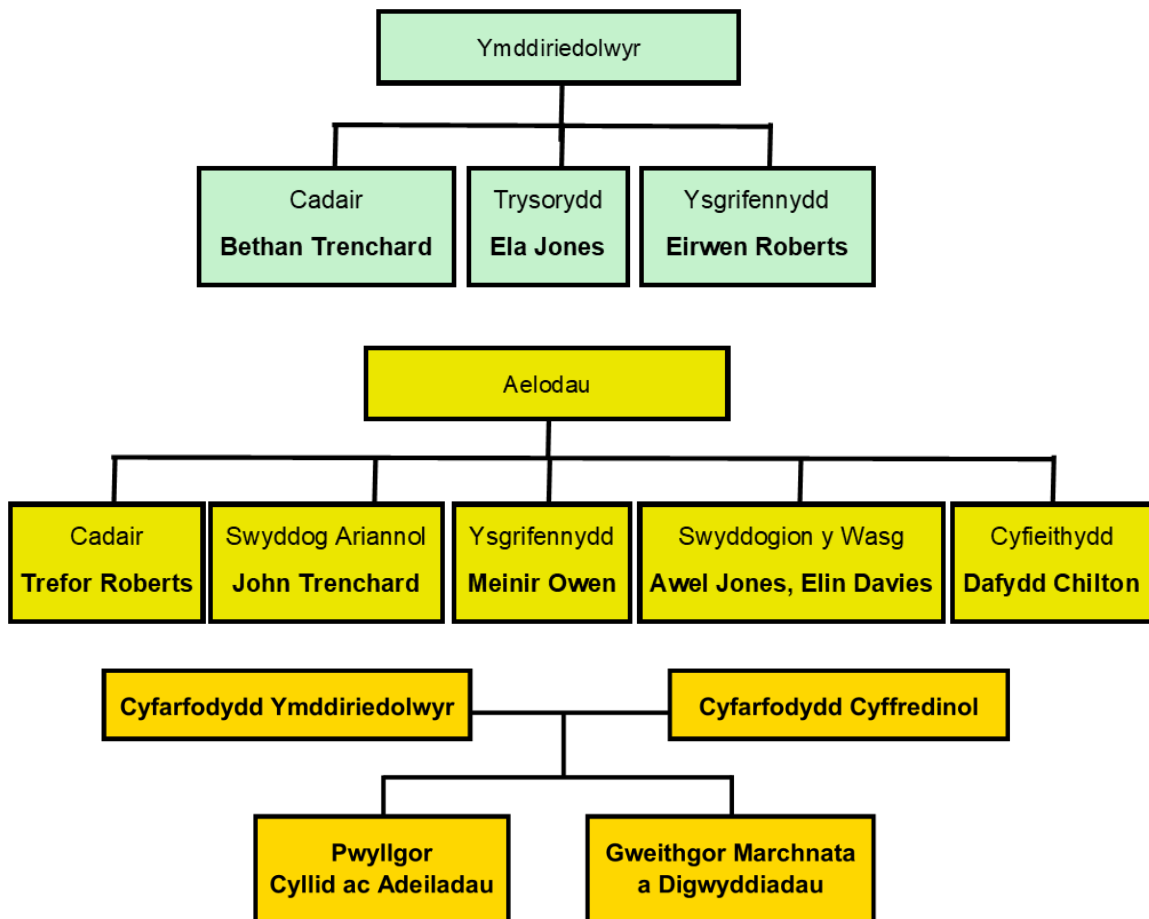 Ymddiriedolwyr
Cadair
Bethan Trenchard
Trysorydd
Ela Jones
Ysgrifennydd
Eirwen Roberts
Aelodau
Cadair
Trefor Roberts
Swyddog Ariannol
John Trenchard
Ysgrifennydd
Meinir Owen
Swyddogion y Wasg
Awel Jones, Elin Davies
Cyfieithydd
Dafydd Chilton
Cyfarfodydd Ymddiriedolwyr
Cyfarfodydd Cyffredinol
Pwyllgor
Cyllid ac Adeiladau
Gweithgor Marchnata
a Digwyddiadau